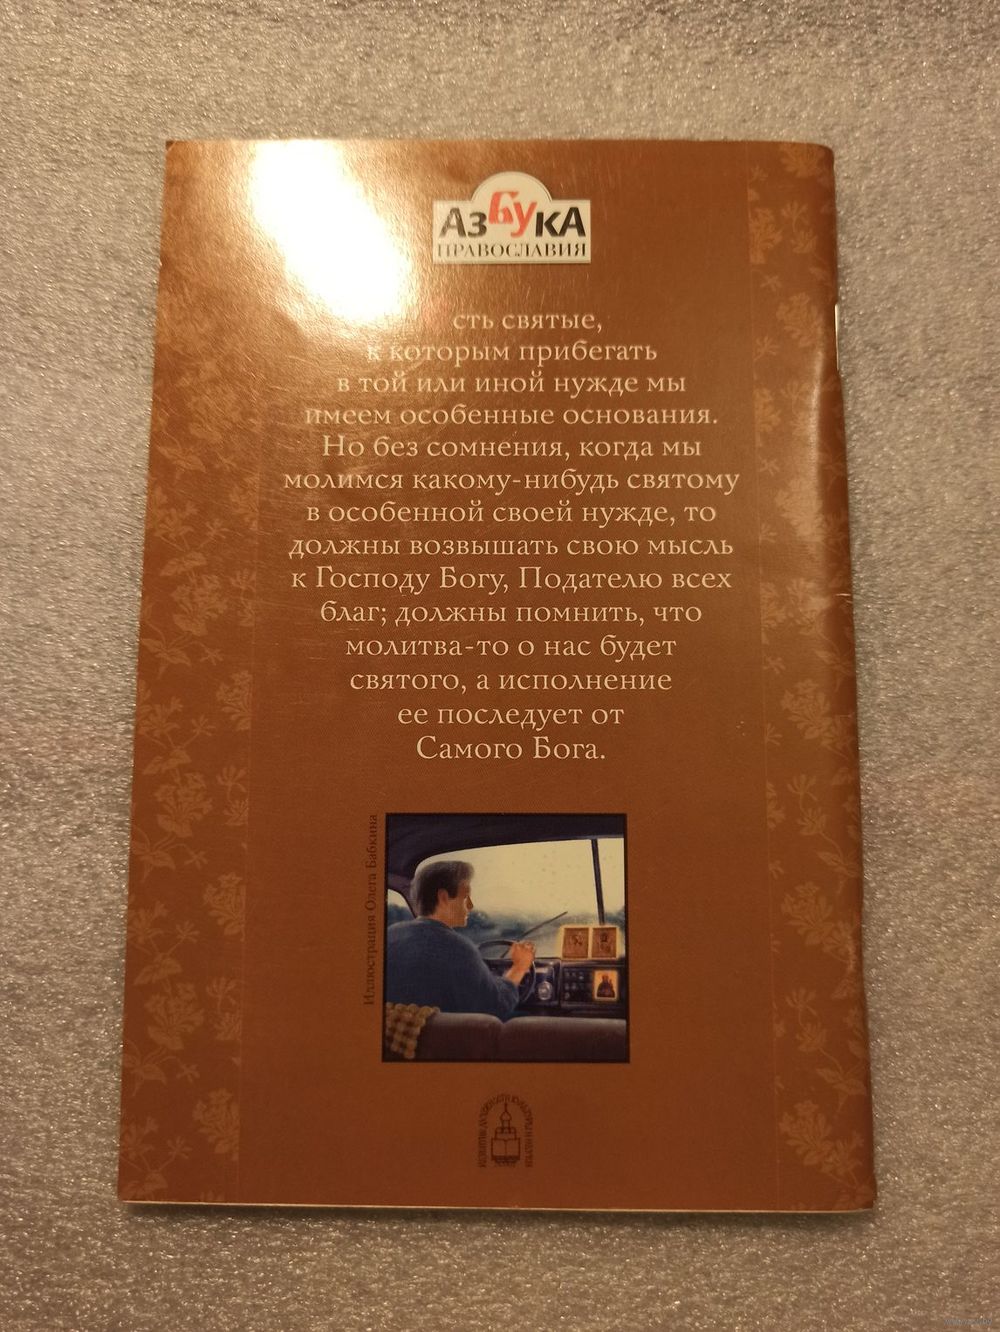 АзБукА
ПРАВОСЛАВИЯ
сть святые,
к которым прибегать
в той или иной нужде мы
имеем особенные основания.
Но без сомнения, когда мы
молимся какому-нибудь святому
в особенной своей нужде, то
должны возвышать свою мысль
к Господу Богу, Подателю всех
благ; должны помнить, что
молитва-то о нас будет
святого, а исполнение
ее последует от
Самого Бога.
Иллюстрация Олега Бабкина